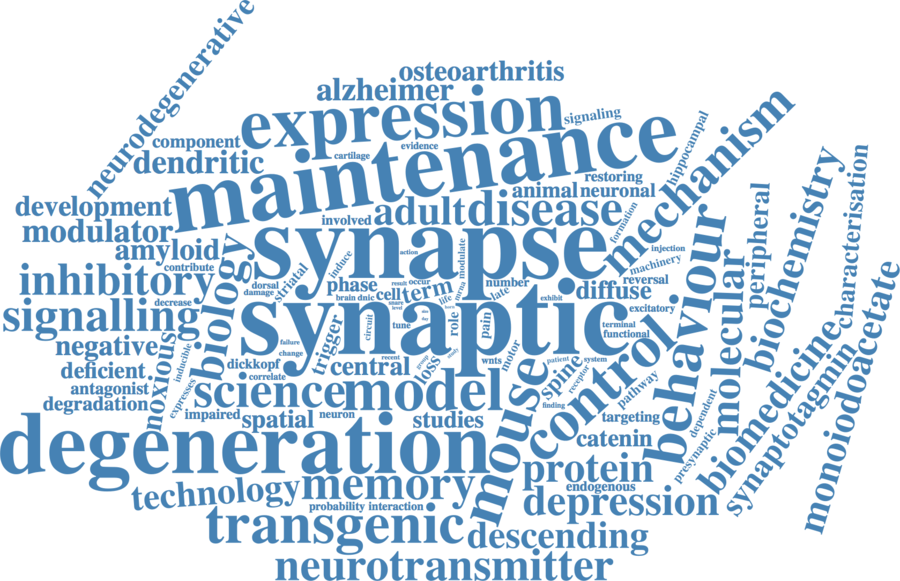 neurodegenerative
osteoarthritis
alzheimer
expression
signaling
component
evidence
dendritic
cartilage
maintenance
hippocampal
mechanism
restoring
animal
neuronal
development
involved
adult
disease
formation
modulator
synapse
amyloid
action
modulate
injection
contribute
induce
machinery
inhibitory
biology
striatal
phase
result
occur
number
reversal
diffuse
dorsal
damage
brain
dnic
cell
term
mrna
life
late
exhibit
decrease
snare
level
excitatory
signalling
synaptic
trigger
circuit
tune
role
pain
terminal
functional
negative
inducible
failure
change
recent
group
study
wnts
motor
patient
system
deficient
noxious
dickkopf
correlate
central
loss
spine
receptor
control
behaviour
molecular
peripheral
biochemistry
characterisation
antagonist
expresses
science
model
mouse
finding
pathway
degradation
impaired
spatial
neuron
studies
targeting
dependent
degeneration
catenin
presynaptic
biomedicine
synaptotagmin
monoiodoacetate
technology
memory
protein
endogenous
probability
interaction
depression
transgenic
descending
neurotransmitter